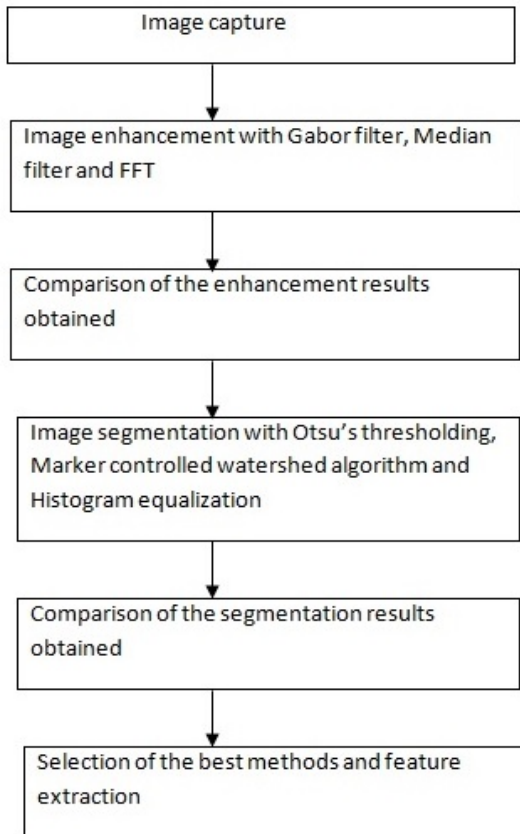 Image capture
Image enhancement with Gabor filter, Median
filter and FFT
Comparison of the enhancement results
obtained
Image segmentation with Otsu's thresholding,
Marker controlled watershed algorithm and
Histogram equalization
Comparison of the segmentation results
obtained
Selection of the best methods and feature
extraction